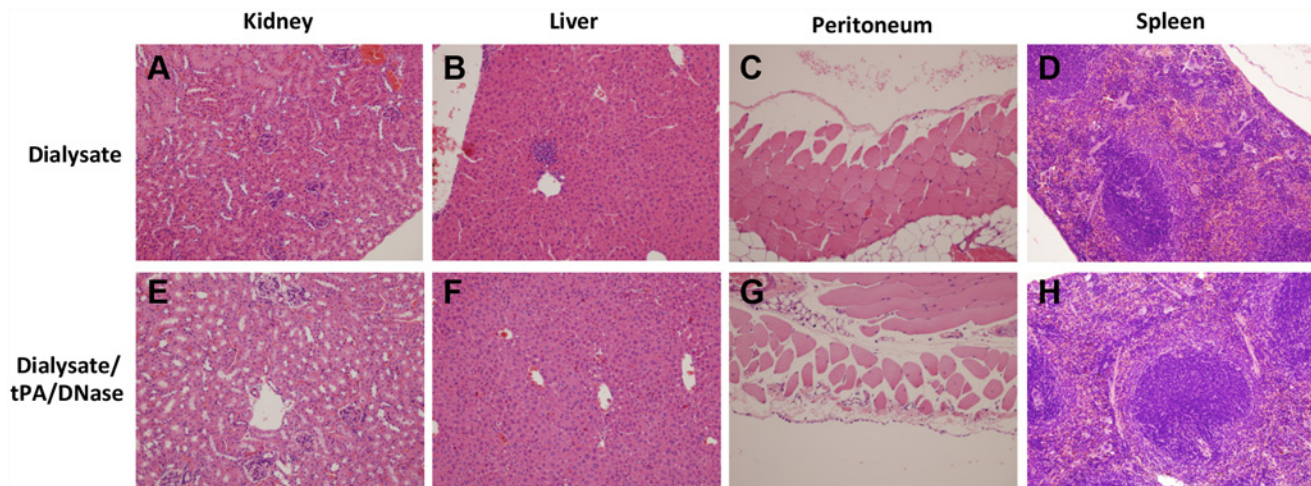 Kidney Liver Peritoneum Spleen
Dialysate
A B C D
Dialysate/
tPA/DNase
E F G H